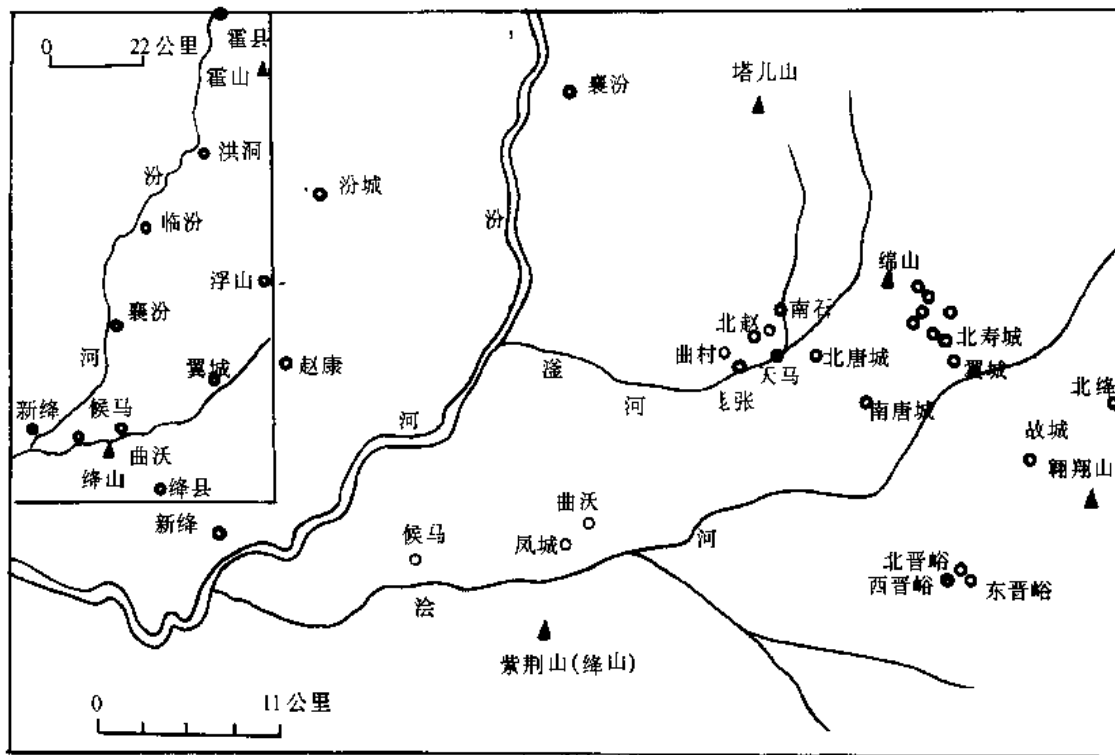 0 22公里
霍县
霍山
洪洞
汾
临汾
浮山
襄汾
河
翼城
新绛
候马
曲沃
绛山
绛县
襄汾
塔儿山
汾城
汾
绵山
南石
北赵
北寿城
曲村
天马
北唐城
翼城
赵康
滏
河
张
南唐城
北绛
河
故城
翱翔山
新绛
候马
曲沃
凤城
河
北晋峪
西晋峪
东晋峪
浍
紫荆山(绛山)
0 11公里